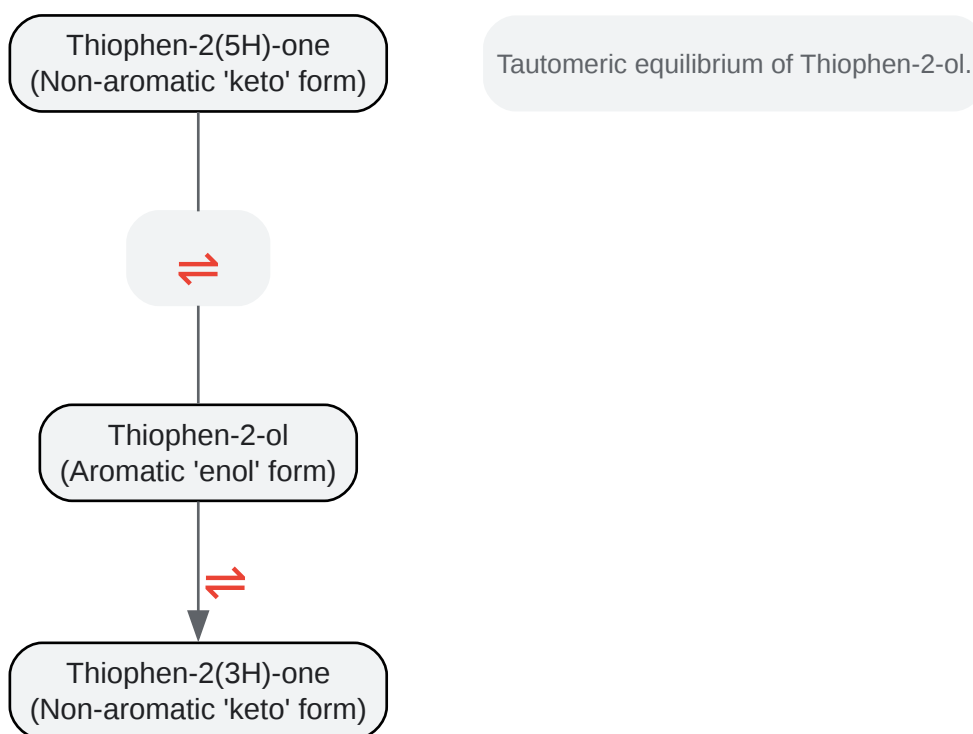 Thiophen-2(5H)-one
(Non-aromatic 'keto' form)
Tautomeric equilibrium of Thiophen-2-ol.
⇌
Thiophen-2-ol
(Aromatic 'enol' form)
⇌
Thiophen-2(3H)-one
(Non-aromatic 'keto' form)